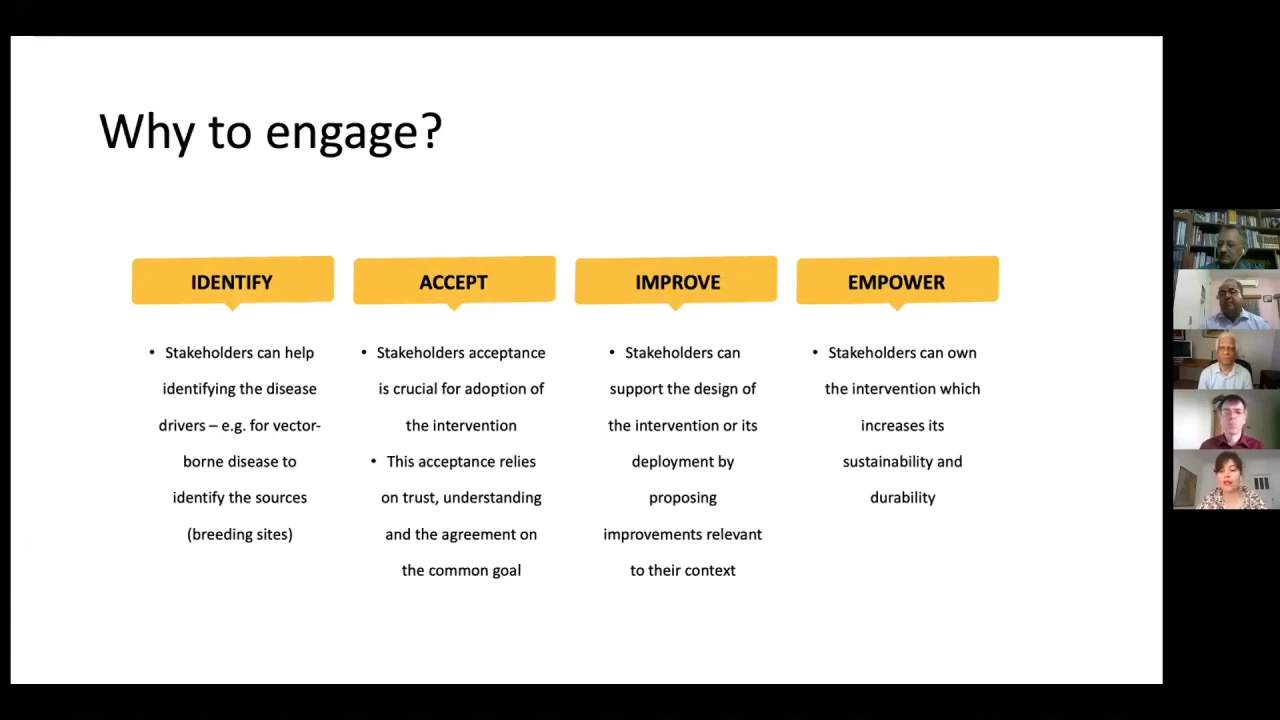 Why to engage?
IDENTIFY
• Stakeholders can help
identifying the disease
drivers – e.g. for vector-
borne disease to
identify the sources
(breeding sites)
ACCEPT
• Stakeholders acceptance
is crucial for adoption of
the intervention
• This acceptance relies
on trust, understanding
and the agreement on
the common goal
IMPROVE
• Stakeholders can
support the design of
the intervention or its
deployment by
proposing
improvements relevant
to their context
EMPOWER
• Stakeholders can own
the intervention which
increases its
sustainability and
durability